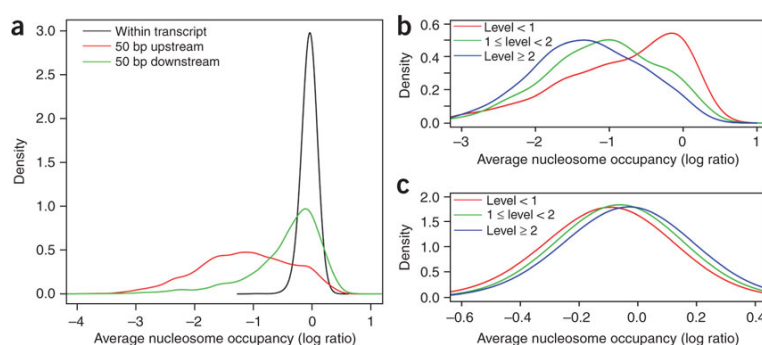 a
Within transcript
50 bp upstream
50 bp downstream
3.0
2.5
2.0
1.5
1.0
0.5
0.0
Density
–4
–3
–2
–1
0
1
Average nucleosome occupancy (log ratio)
b
Level < 1
1 ≤ level < 2
Level ≥ 2
0.6
0.4
0.2
0.0
Density
–3
–2
–1
0
1
Average nucleosome occupancy (log ratio)
c
Level < 1
1 ≤ level < 2
Level ≥ 2
2.0
1.5
1.0
0.5
0.0
Density
–0.6
–0.4
–0.2
0.0
0.2
0.4
Average nucleosome occupancy (log ratio)